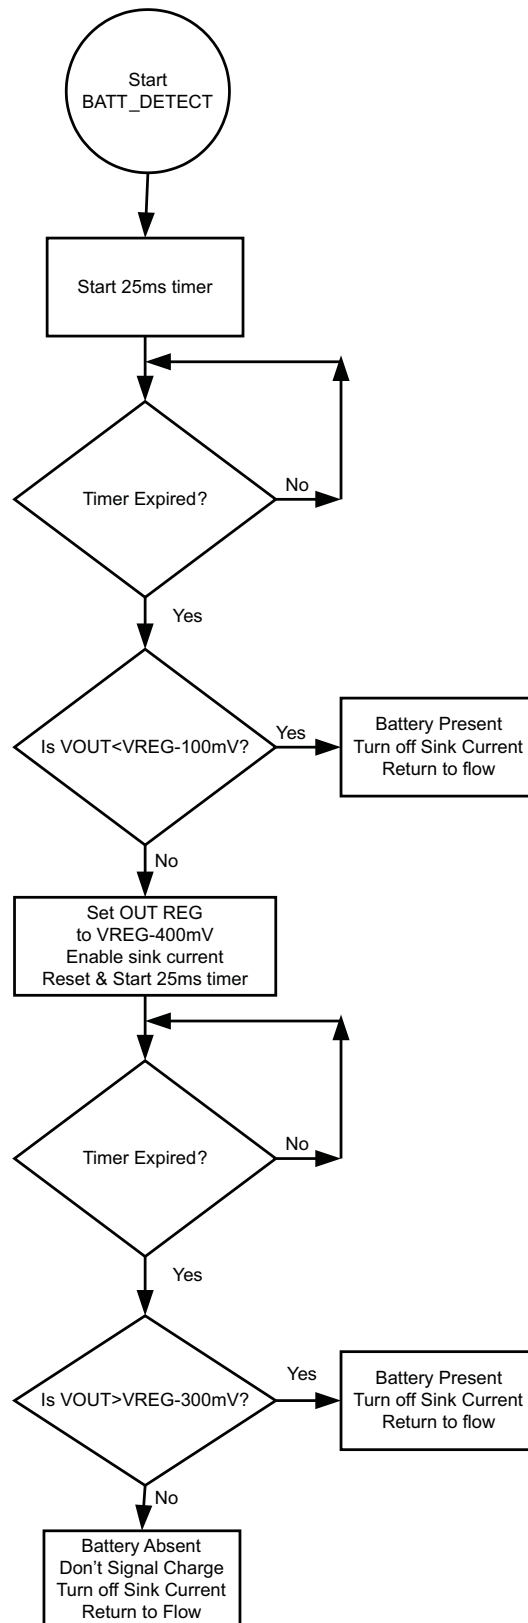 Start
BATT_DETECT
Start 25ms timer
Timer Expired?
No
Yes
Is VOUT<VREG-100mV?
Yes
Battery Present
Turn off Sink Current
Return to flow
No
Set OUT REG
to VREG-400mV
Enable sink current
Reset & Start 25ms timer
Timer Expired?
No
Yes
Is VOUT>VREG-300mV?
Yes
Battery Present
Turn off Sink Current
Return to flow
No
Battery Absent
Don't Signal Charge
Turn off Sink Current
Return to Flow